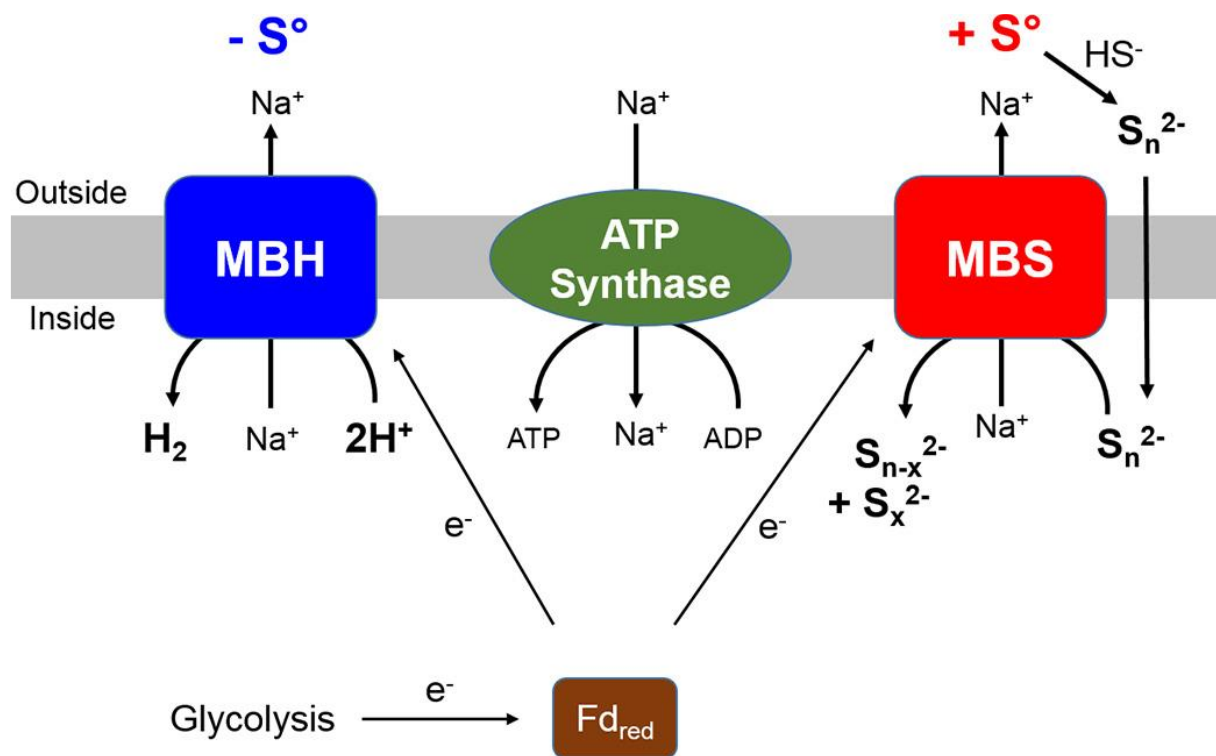 - S°
+ S°
HS⁻
Na⁺
Na⁺
Na⁺
Sₙ²⁻
Outside
MBH
ATP
Synthase
MBS
Inside
H₂
Na⁺
2H⁺
ATP
Na⁺
ADP
Sₙ₋ₓ²⁻
+ Sₓ²⁻
Na⁺
Sₙ²⁻
e⁻
e⁻
Glycolysis
e⁻
Fd_red